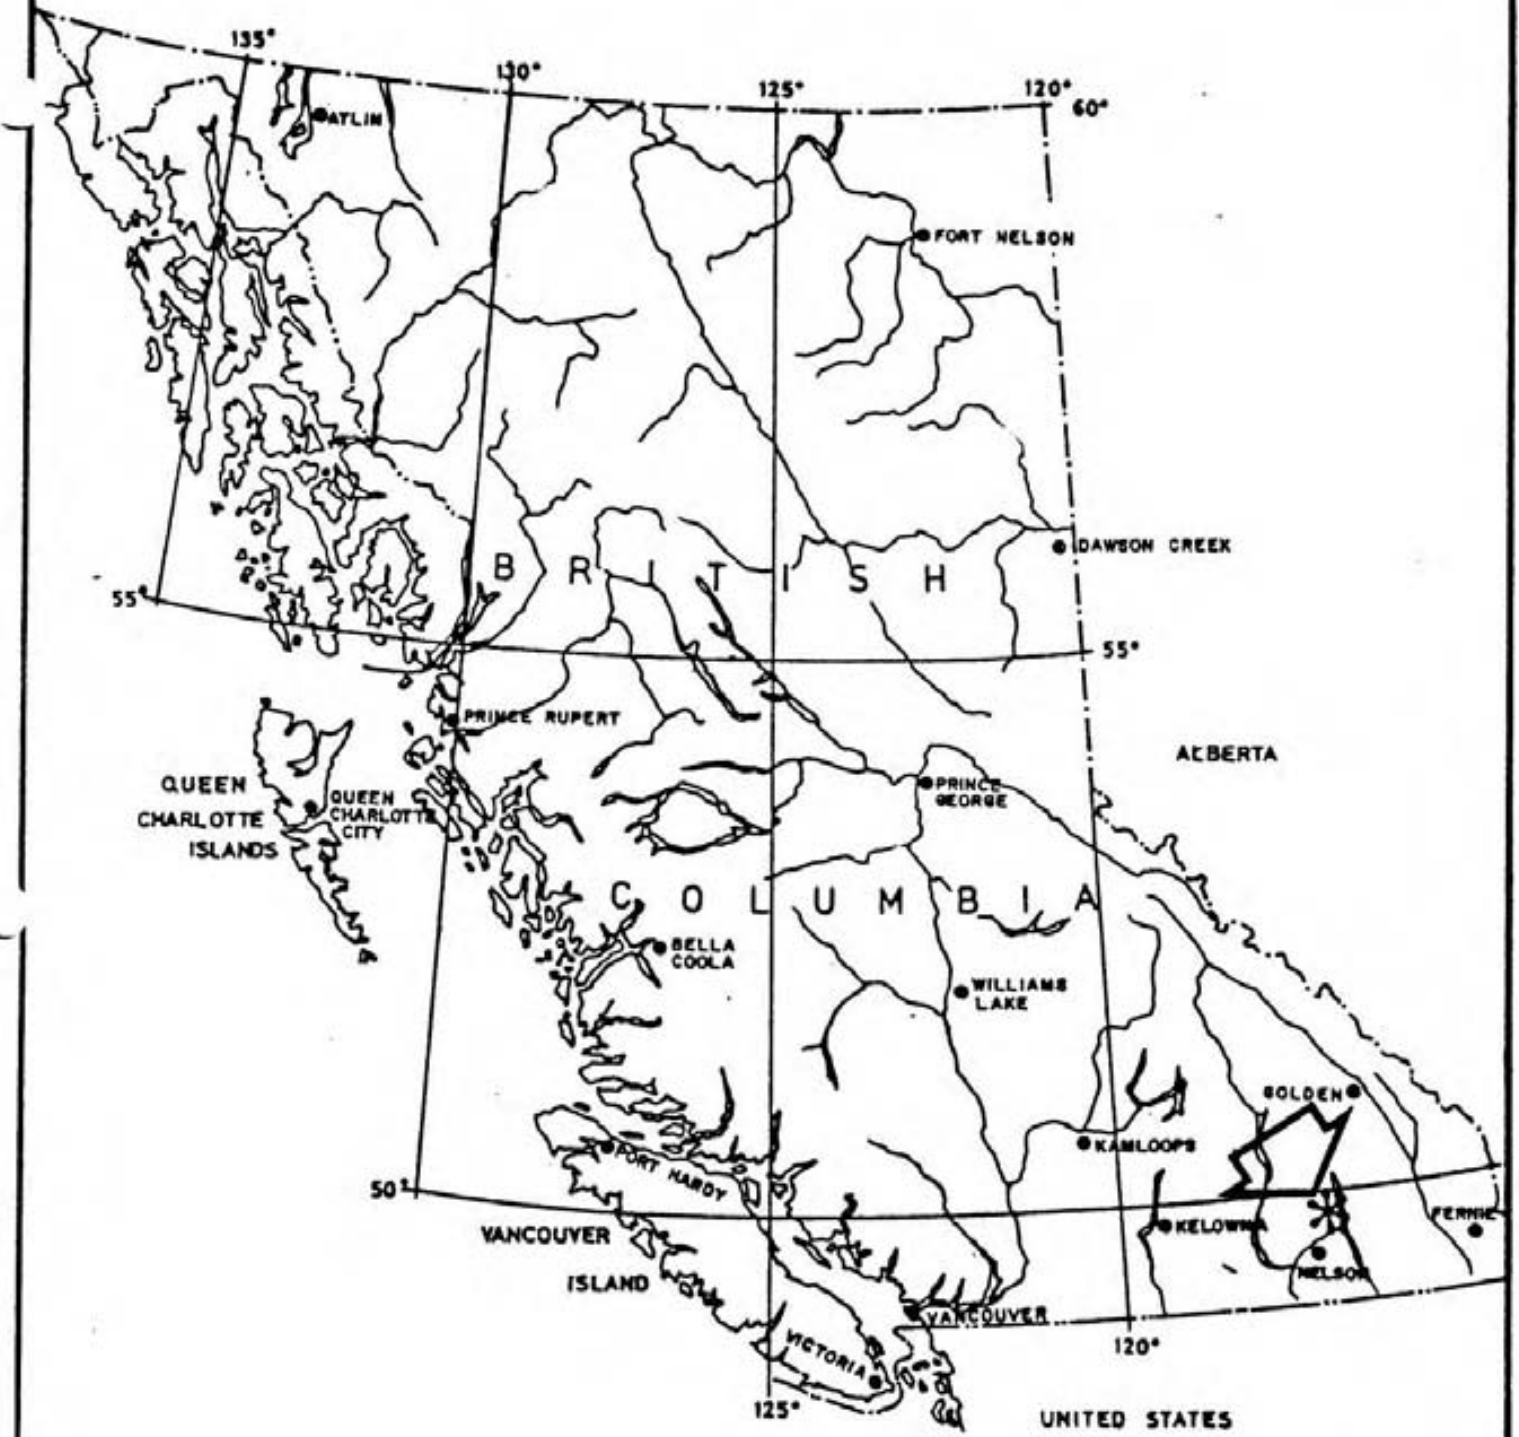 135°
130°
125°
120°
60°
ATLIN
FORT NELSON
DAWSON CREEK
BRITISH
55°
55°
PRINCE RUPERT
ALBERTA
QUEEN
CHARLOTTE
ISLANDS
QUEEN
CHARLOTTE
CITY
PRINCE
GEORGE
COLUMBIA
BELLA
COOLA
WILLIAMS
LAKE
GOLDEN
KAMLOOPS
PORT HARDY
50°
VANCOUVER
ISLAND
KELOWNA
FERNIE
NELSON
VANCOUVER
VICTORIA
120°
125°
UNITED STATES